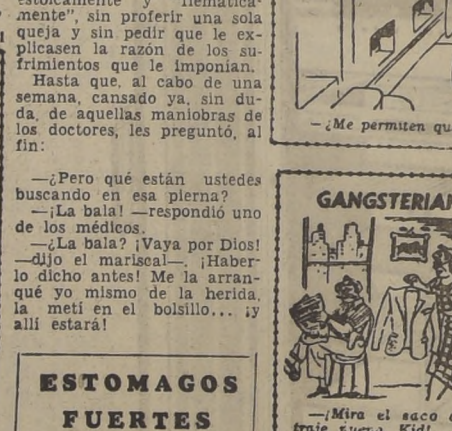 estoicamente y flemática-
mente", sin proferir una sola
queja y sin pedir que le ex-
plicasen la razón de los su-
frimientos que le imponían.
Hasta que, al cabo de una
semana, cansado ya, sin du-
da, de aquellas maniobras de
los doctores, les preguntó, al
fin:
—¿Pero qué están ustedes
buscando en esa pierna?
—¡La bala! —respondió uno
de los médicos.
—¿La bala? ¡Vaya por Dios!
—dijo el mariscal—. ¡Haber-
lo dicho antes! Me la arran-
qué yo mismo de la herida,
la metí en el bolsillo... ¡y
allí estará!
ESTOMAGOS
FUERTES
—¿Me permiten qu
GANGSTERIAN
—¡Mira el saco
traje nuevo, Kid!